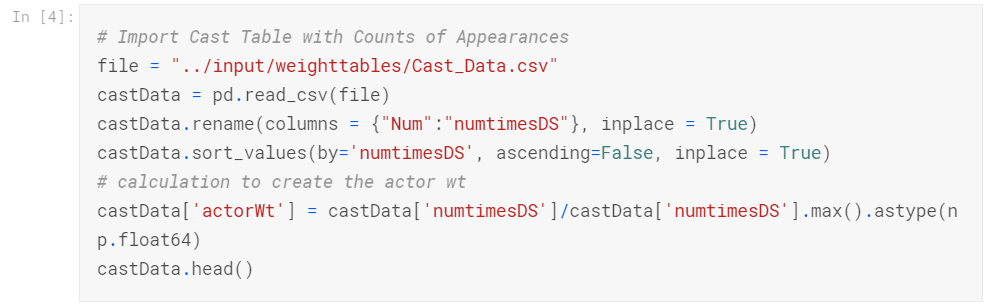 In [4]:
# Import Cast Table with Counts of Appearances
file = "../input/weighttables/Cast_Data.csv"
castData = pd.read_csv(file)
castData.rename(columns = {"Num":"numtimesDS"}, inplace = True)
castData.sort_values(by='numtimesDS', ascending=False, inplace = True)
# calculation to create the actor wt
castData['actorWt'] = castData['numtimesDS']/castData['numtimesDS'].max().astype(n
p.float64)
castData.head()